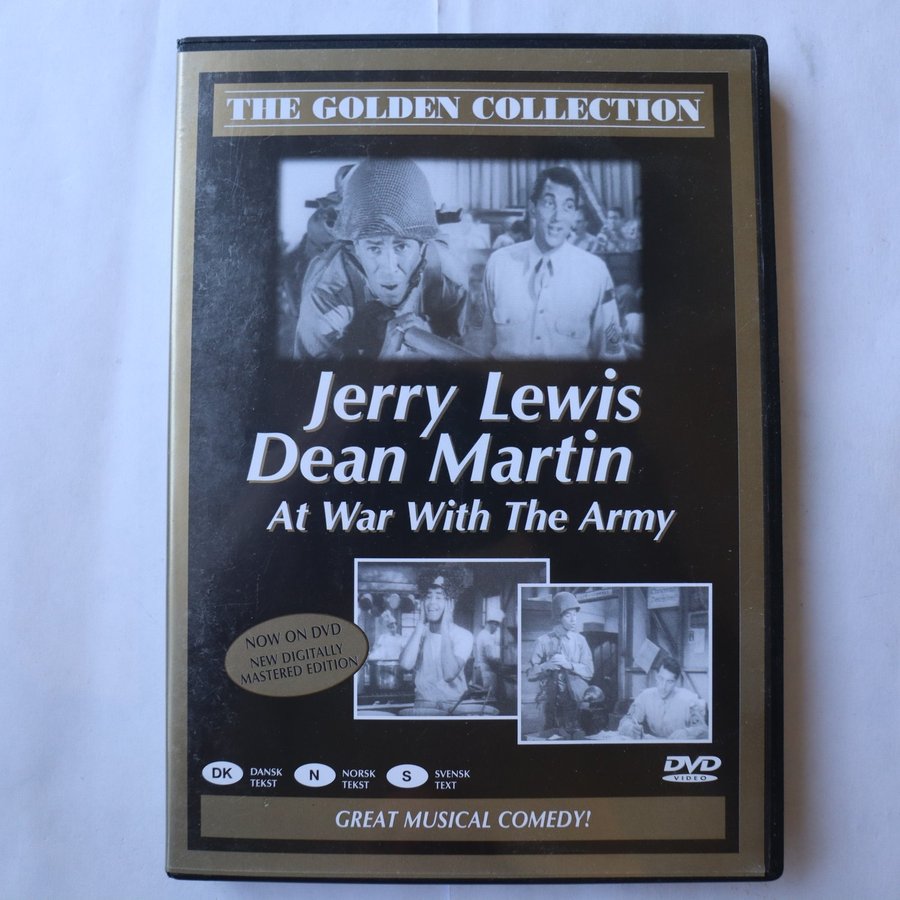 THE GOLDEN COLLECTION
Jerry Lewis
Dean Martin
At War With The Army
NOW ON DVD
NEW DIGITALLY
MASTERED EDITION
DK DANSK TEKST
N NORSK TEKST
S SVENSK TEXT
DVD
VIDEO
GREAT MUSICAL COMEDY!